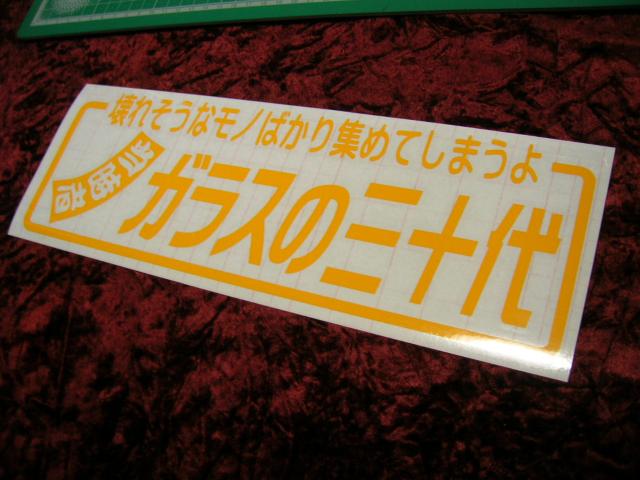 壊れそうなモノばかり集めてしまうよ
ガラスの三十代